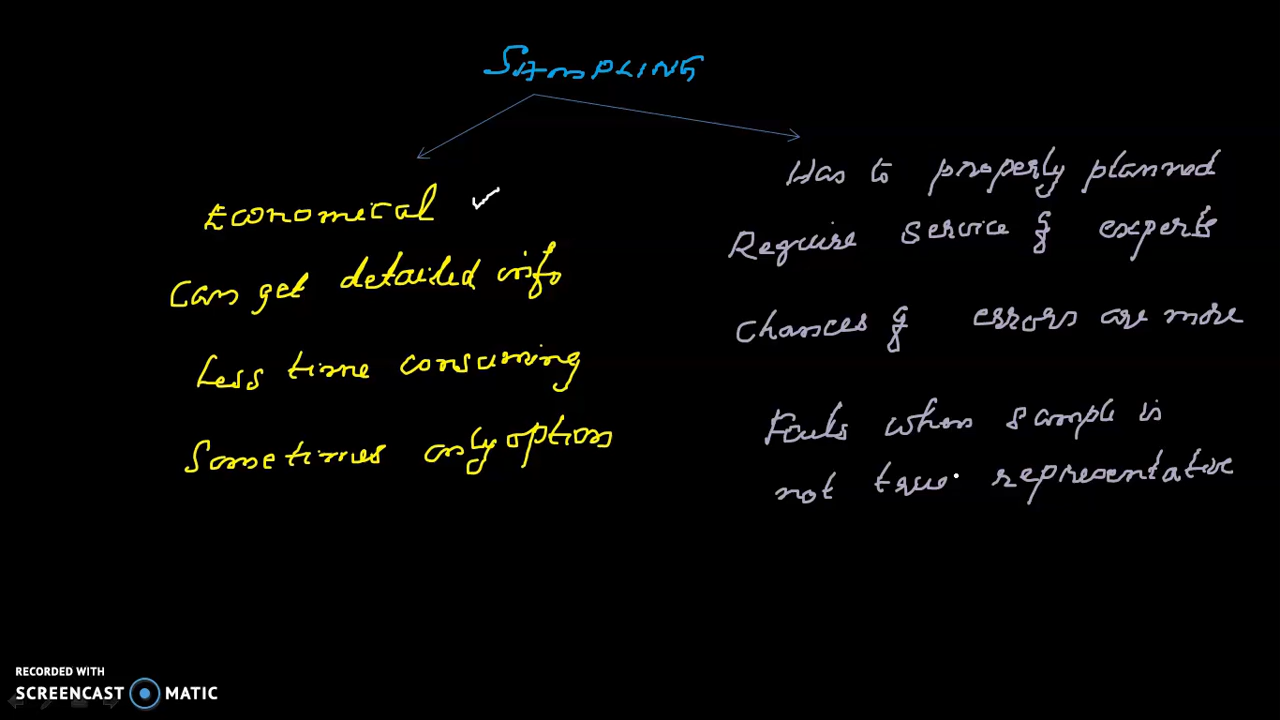 SAMPLING
Economical ✓
Can get detailed info
Less time consuming
Sometimes only option
Has to properly planned
Require service of experts
Chances of errors are more
Fails when sample is
not true representative
RECORDED WITH
SCREENCAST MATIC